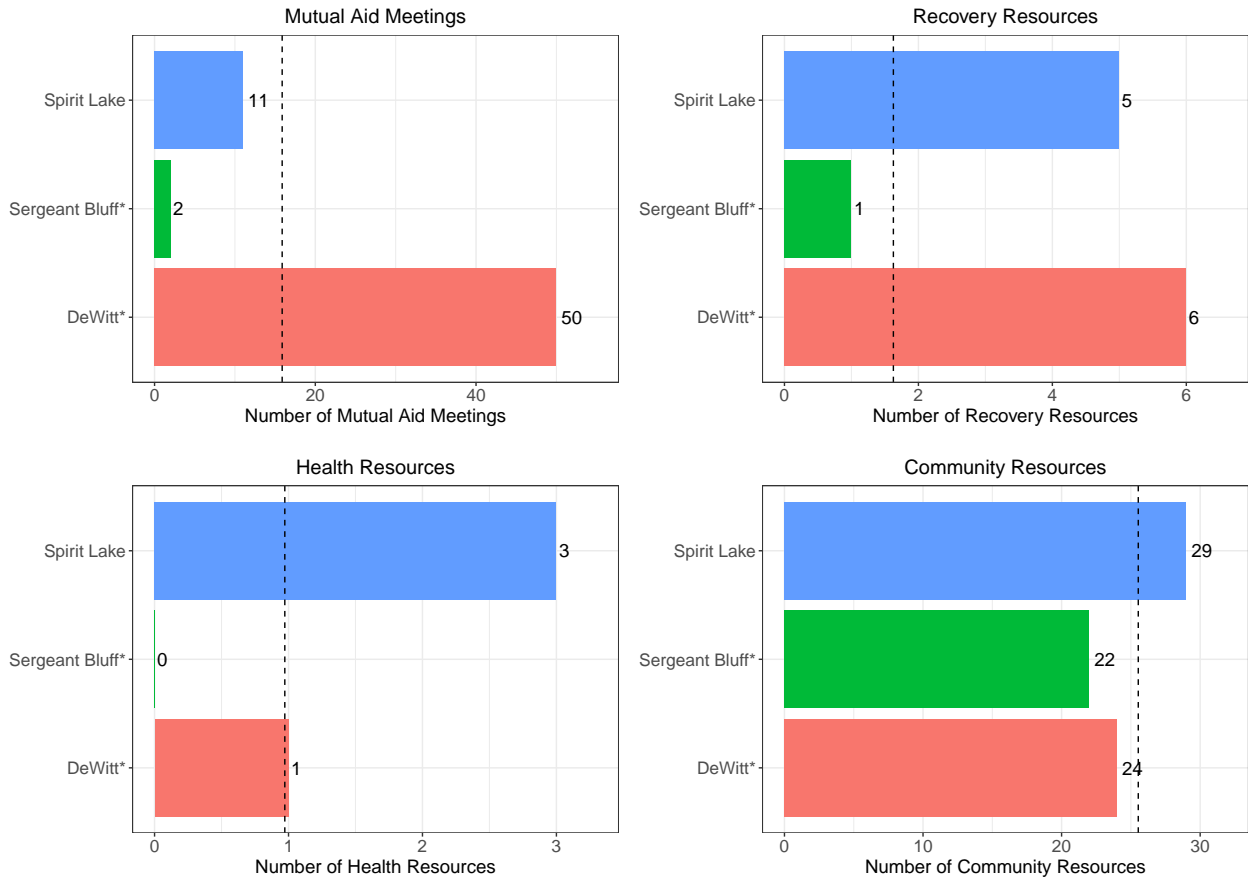 Mutual Aid Meetings
Spirit Lake
11
Sergeant Bluff*
2
DeWitt*
50
0
20
40
Number of Mutual Aid Meetings
Recovery Resources
Spirit Lake
5
Sergeant Bluff*
1
DeWitt*
6
0
2
4
6
Number of Recovery Resources
Health Resources
Spirit Lake
3
Sergeant Bluff*
0
DeWitt*
1
0
1
2
3
Number of Health Resources
Community Resources
Spirit Lake
29
Sergeant Bluff*
22
DeWitt*
24
0
10
20
30
Number of Community Resources